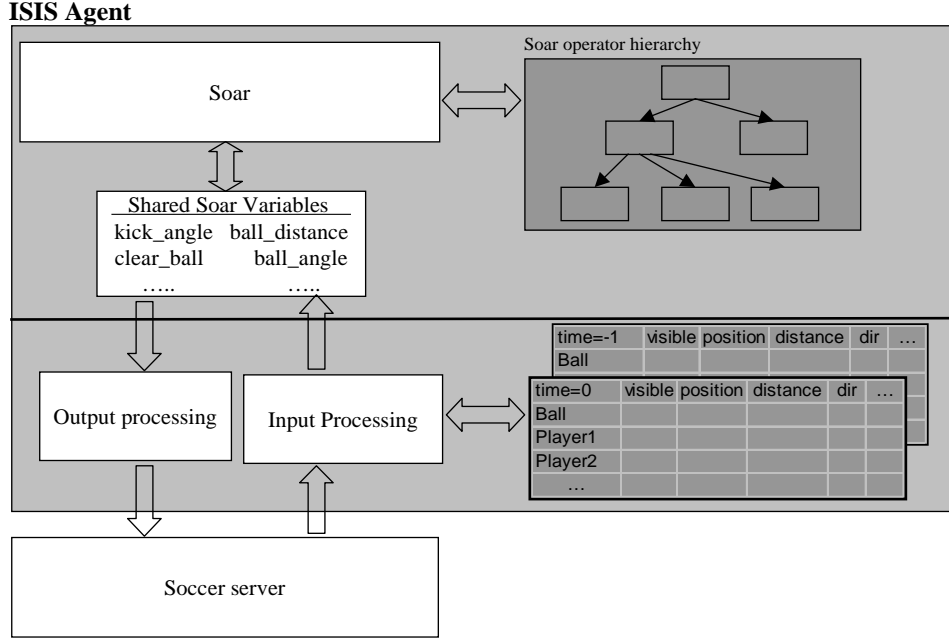 ISIS Agent
Soar operator hierarchy
Soar
Shared Soar Variables
kick_angle ball_distance
clear_ball ball_angle
….. …..
time=-1 visible position distance dir …
Ball
time=0 visible position distance dir …
Ball
Player1
Player2
…
Output processing
Input Processing
Soccer server